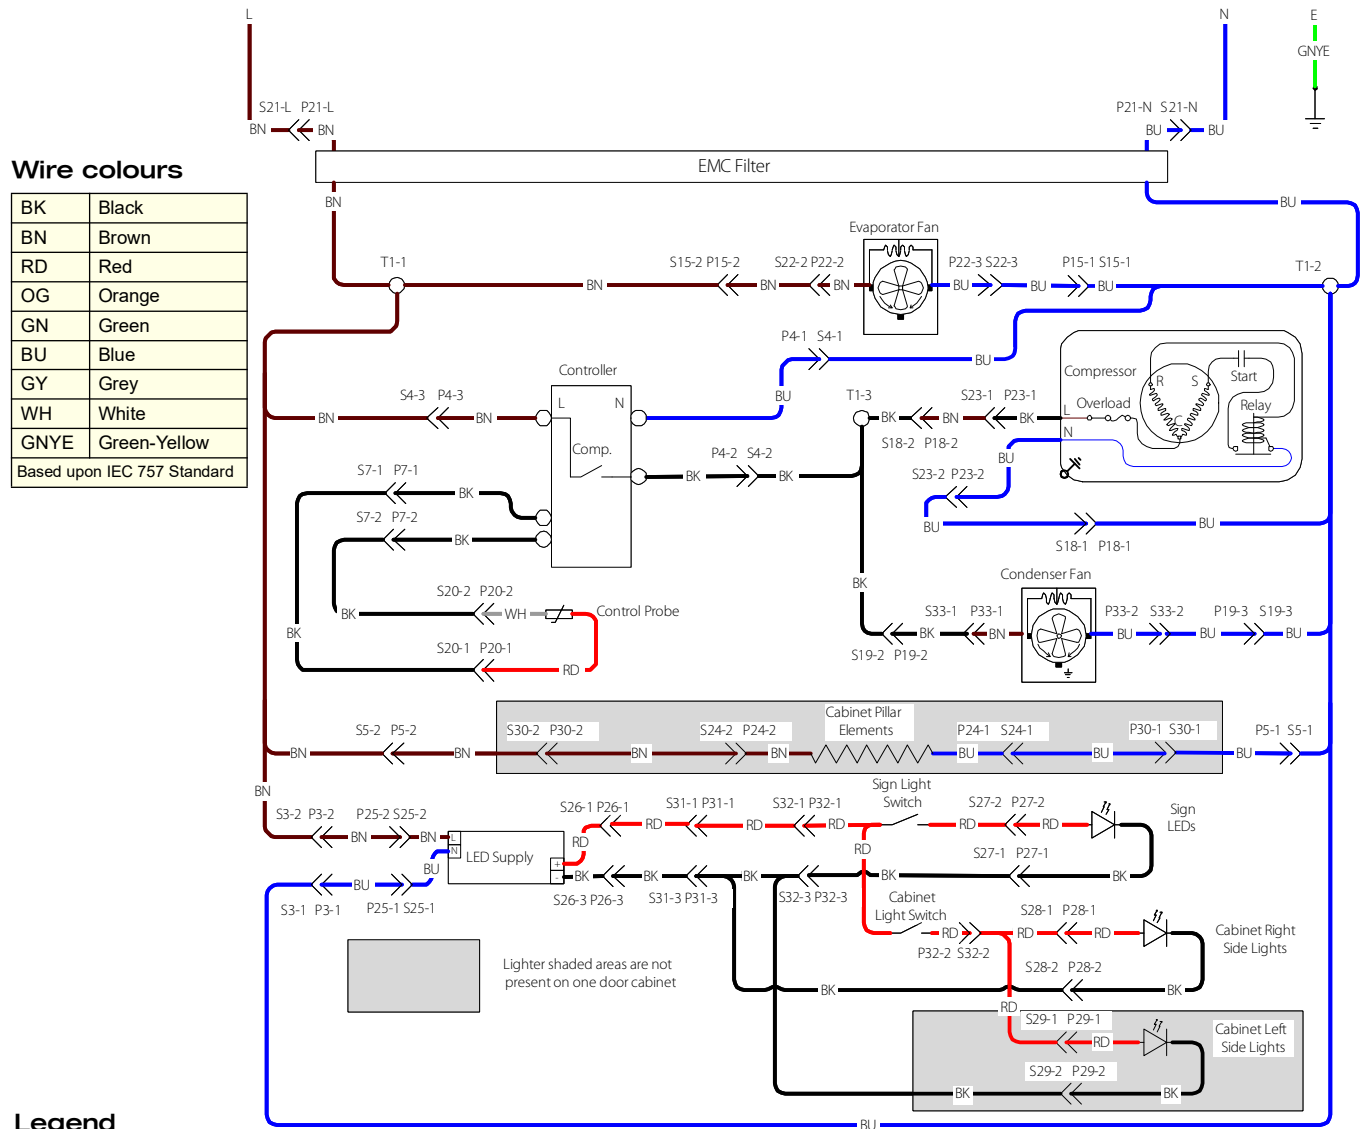 L
N
E
GNYE
S21-L P21-L
P21-N S21-N
BN BN
BU BU
EMC Filter
Wire colours
BK Black
BN Brown
RD Red
OG Orange
GN Green
BU Blue
GY Grey
WH White
GNYE Green-Yellow
Based upon IEC 757 Standard
BN
BU
Evaporator Fan
T1-1
S15-2 P15-2 S22-2 P22-2
P22-3 S22-3 P15-1 S15-1
T1-2
BN BN BN
BU BU BU
P4-1 S4-1
BU
BU
Controller
L N
Comp.
S4-3 P4-3
BN BN
T1-3
S23-1 P23-1
BK BN BK
S18-2 P18-2
Compressor
Overload
L
N
R S
C
Start
Relay
P4-2 S4-2
BK BK
BU
S23-2 P23-2
BU BU
S18-1 P18-1
S7-1 P7-1
BK
S7-2 P7-2
BK
S20-2 P20-2
BK WH
Control Probe
BK
S20-1 P20-1
RD
BK
Condenser Fan
S33-1 P33-1
BK BN
S19-2 P19-2
P33-2 S33-2 P19-3 S19-3
BU BU BU
Cabinet Pillar
Elements
S5-2 P5-2
S30-2 P30-2
S24-2 P24-2
P24-1 S24-1
P30-1 S30-1
P5-1 S5-1
BN BN BN BN
BU BU BU
BN
S3-2 P3-2 P25-2 S25-2
BN BN
L
N
LED Supply
+
-
BU
BU
S3-1 P3-1
P25-1 S25-1
S26-1 P26-1 S31-1 P31-1 S32-1 P32-1
RD RD RD RD
Sign Light
Switch
S27-2 P27-2
RD RD
Sign
LEDs
RD
S27-1 P27-1
BK BK BK BK BK
S26-3 P26-3 S31-3 P31-3 S32-3 P32-3
Cabinet
Light Switch
RD
P32-2 S32-2
S28-1 P28-1
RD RD
Cabinet Right
Side Lights
S28-2 P28-2
BK BK
RD
S29-1 P29-1
RD
Cabinet Left
Side Lights
S29-2 P29-2
BK BK
Lighter shaded areas are not
present on one door cabinet
Legend
BU